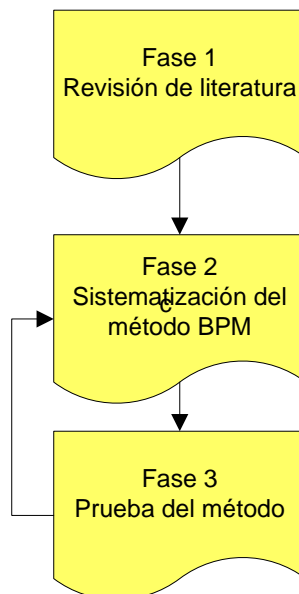 Fase 1
Revisión de literatura
Fase 2
Sistematización del
c
método BPM
Fase 3
Prueba del método